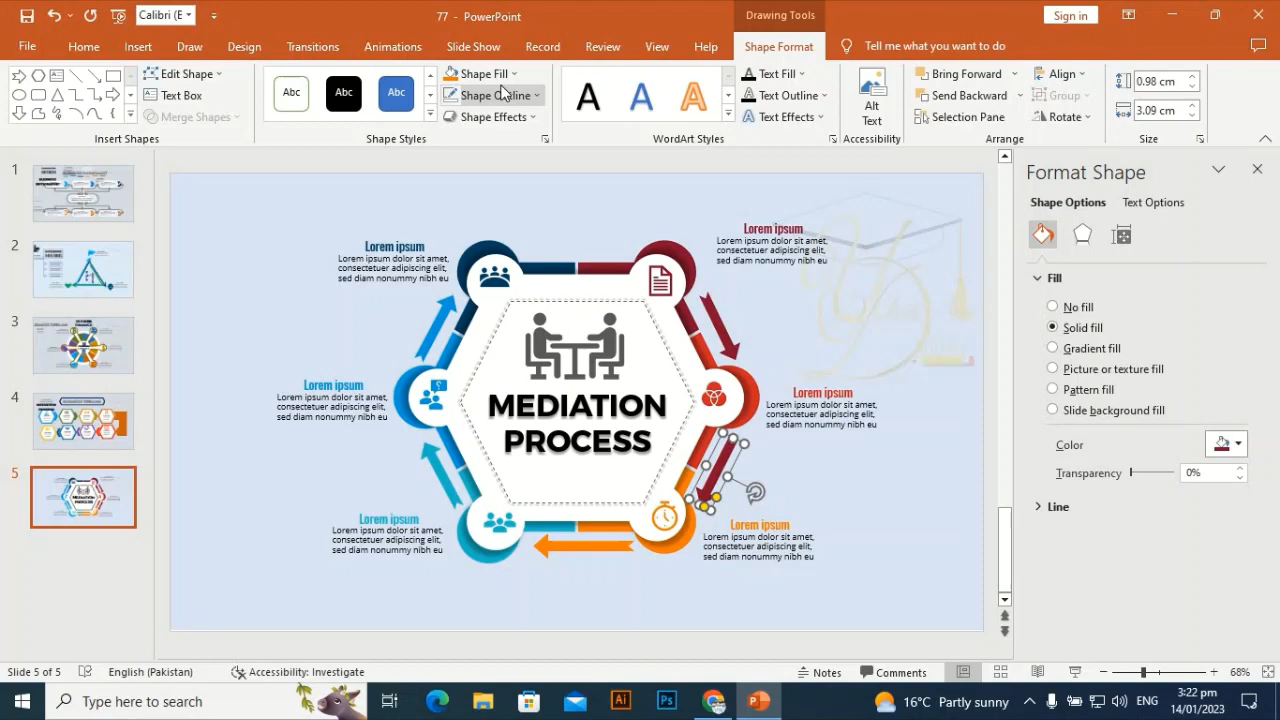 Calibri (E
77 - PowerPoint
Drawing Tools
Sign in
File
Home
Insert
Draw
Design
Transitions
Animations
Slide Show
Record
Review
View
Help
Shape Format
Tell me what you want to do
Edit Shape
Text Box
Merge Shapes
Insert Shapes
Abc
Abc
Abc
Shape Styles
Shape Fill
Shape Outline
Shape Effects
A
A
A
WordArt Styles
Text Fill
Text Outline
Text Effects
Alt
Text
Accessibility
Bring Forward
Send Backward
Selection Pane
Align
Group
Rotate
Arrange
0.98 cm
3.09 cm
Size
1
2
3
4
5
Lorem ipsum
Lorem ipsum dolor sit amet,
consectetuer adipiscing elit,
sed diam nonummy nibh eu
Lorem ipsum
Lorem ipsum dolor sit amet,
consectetuer adipiscing elit,
sed diam nonummy nibh eu
Lorem ipsum
Lorem ipsum dolor sit amet,
consectetuer adipiscing elit,
sed diam nonummy nibh eu
MEDIATION
PROCESS
Lorem ipsum
Lorem ipsum dolor sit amet,
consectetuer adipiscing elit,
sed diam nonummy nibh eu
Lorem ipsum
Lorem ipsum dolor sit amet,
consectetuer adipiscing elit,
sed diam nonummy nibh eu
Lorem ipsum
Lorem ipsum dolor sit amet,
consectetuer adipiscing elit,
sed diam nonummy nibh eu
Format Shape
Shape Options
Text Options
Fill
No fill
Solid fill
Gradient fill
Picture or texture fill
Pattern fill
Slide background fill
Color
Transparency
0%
Line
Slide 5 of 5
English (Pakistan)
Accessibility: Investigate
Notes
Comments
68%
Type here to search
Ai
Ps
16°C Partly sunny
ENG
3:22 pm
14/01/2023